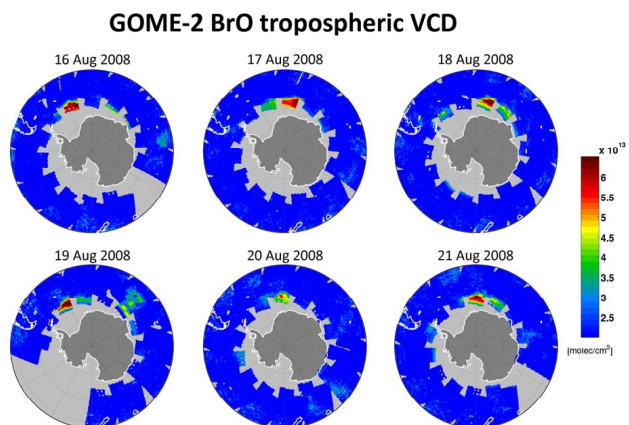 GOME-2 BrO tropospheric VCD
16 Aug 2008
17 Aug 2008
18 Aug 2008
x 10^13
6
5.5
5
4.5
4
3.5
3
2.5
[molec/cm²]
19 Aug 2008
20 Aug 2008
21 Aug 2008